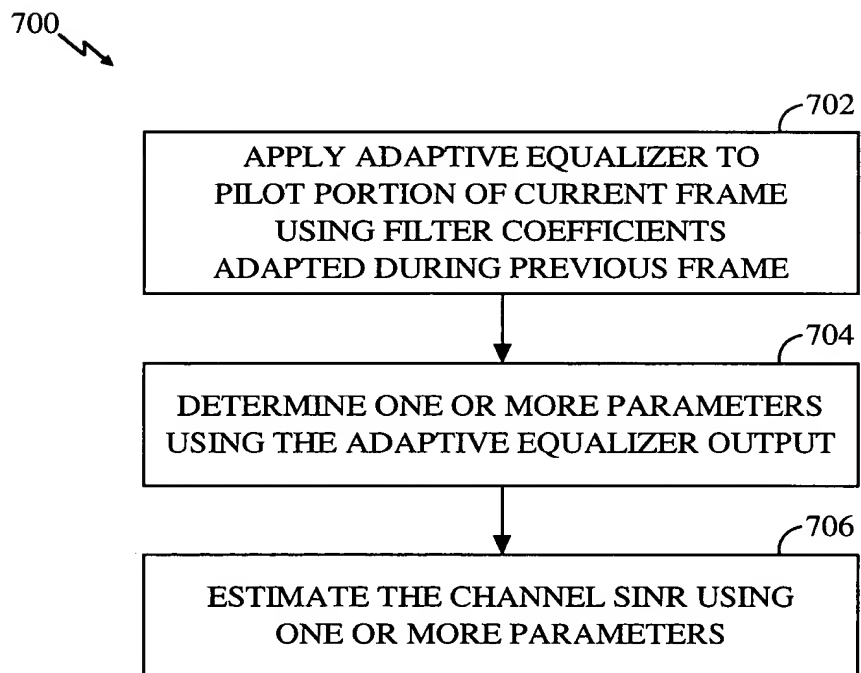 700
702
APPLY ADAPTIVE EQUALIZER TO
PILOT PORTION OF CURRENT FRAME
USING FILTER COEFFICIENTS
ADAPTED DURING PREVIOUS FRAME
704
DETERMINE ONE OR MORE PARAMETERS
USING THE ADAPTIVE EQUALIZER OUTPUT
706
ESTIMATE THE CHANNEL SINR USING
ONE OR MORE PARAMETERS